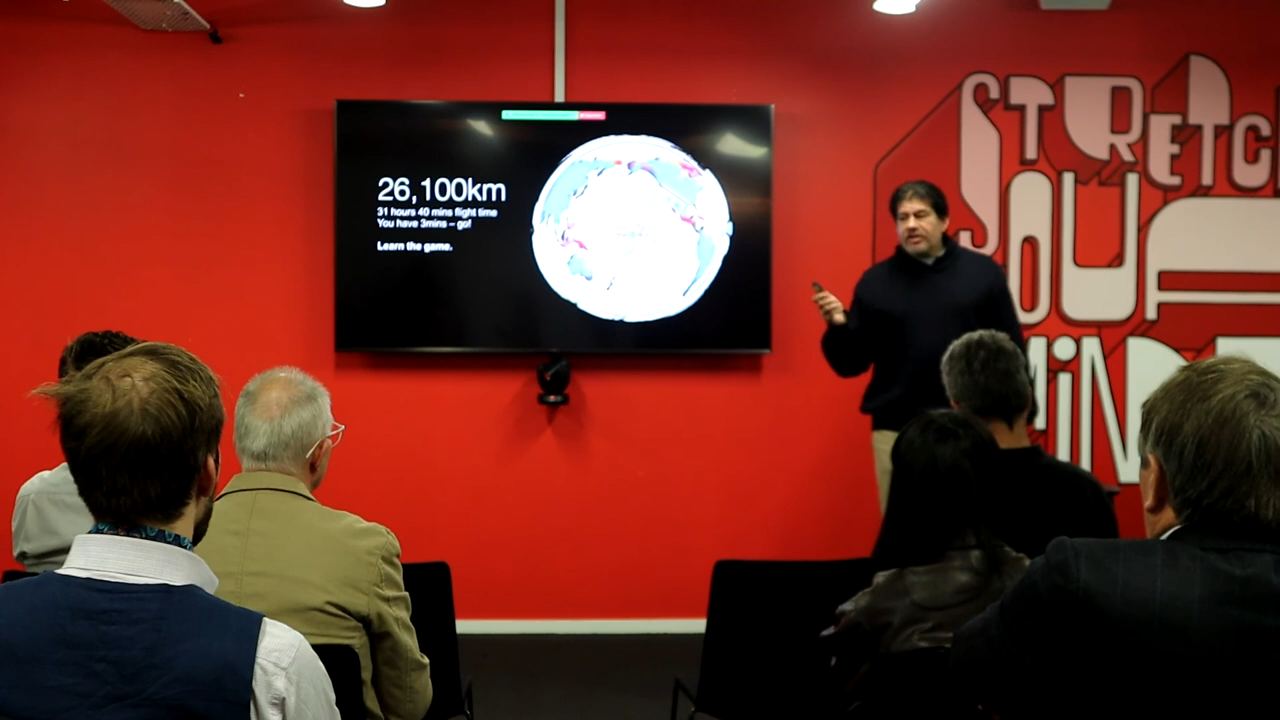 26,100km
31 hours 40 mins flight time
You have 3mins – go!
Learn the game.
STRETCH
YOUR
MIND